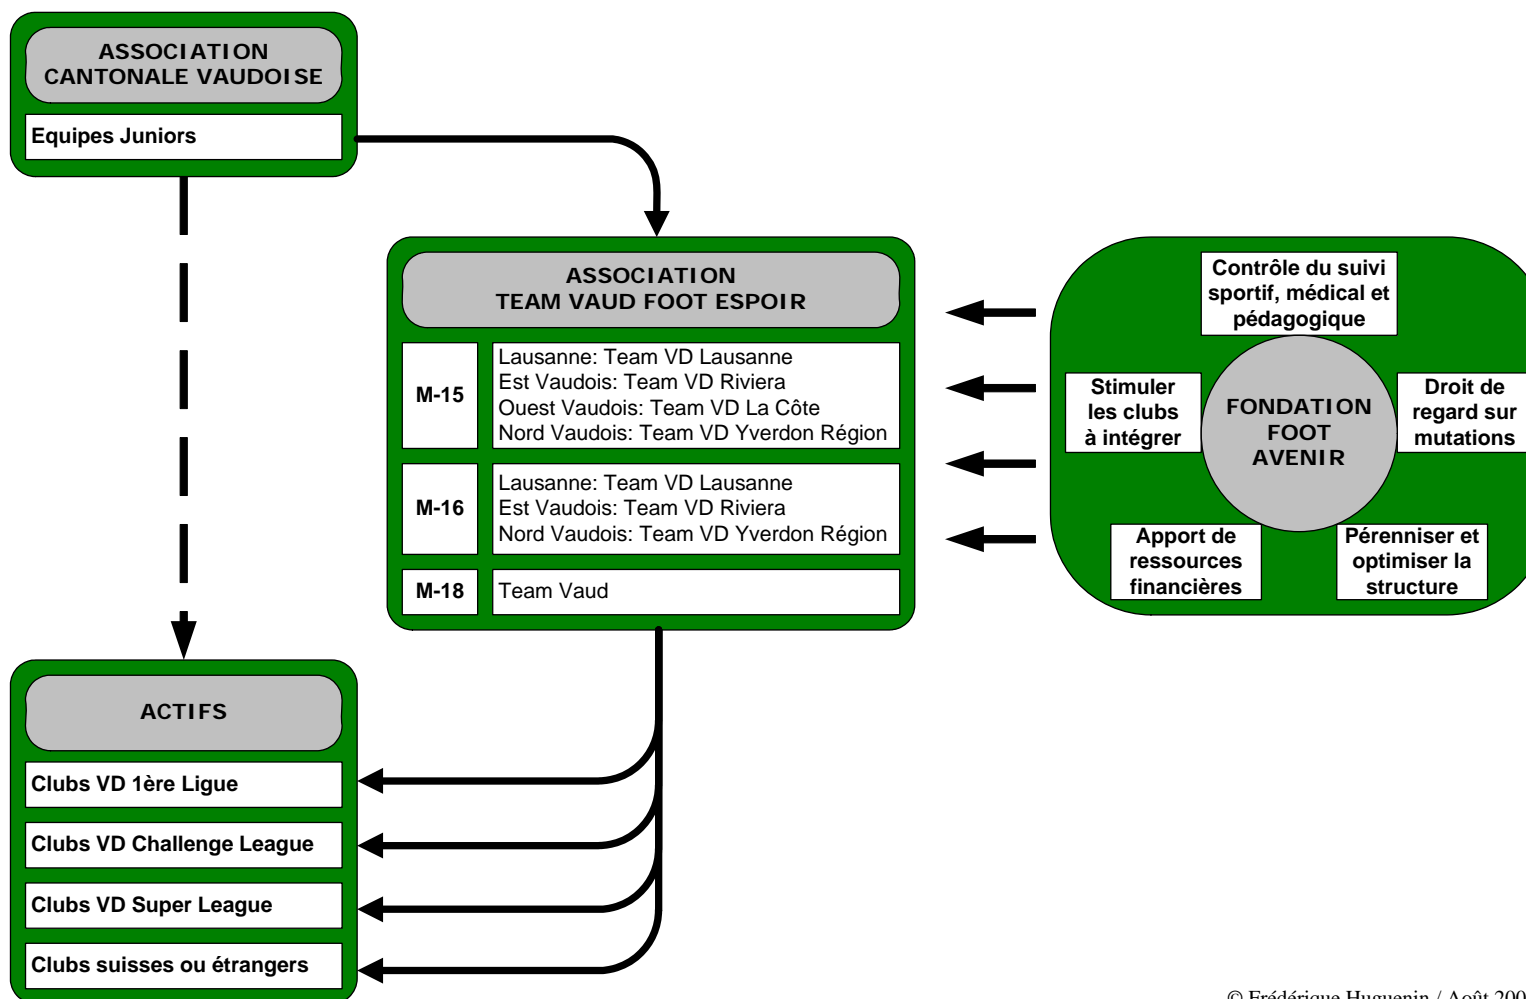 ASSOCIATION
CANTONALE VAUDOISE
Equipes Juniors
ASSOCIATION
TEAM VAUD FOOT ESPOIR
M-15
Lausanne: Team VD Lausanne
Est Vaudois: Team VD Riviera
Ouest Vaudois: Team VD La Côte
Nord Vaudois: Team VD Yverdon Région
M-16
Lausanne: Team VD Lausanne
Est Vaudois: Team VD Riviera
Nord Vaudois: Team VD Yverdon Région
M-18
Team Vaud
Contrôle du suivi
sportif, médical et
pédagogique
Stimuler
les clubs
à intégrer
FONDATION
FOOT
AVENIR
Droit de
regard sur
mutations
Apport de
ressources
financières
Pérenniser et
optimiser la
structure
ACTIFS
Clubs VD 1ère Ligue
Clubs VD Challenge League
Clubs VD Super League
Clubs suisses ou étrangers
© Frédérique Huguenin / Août